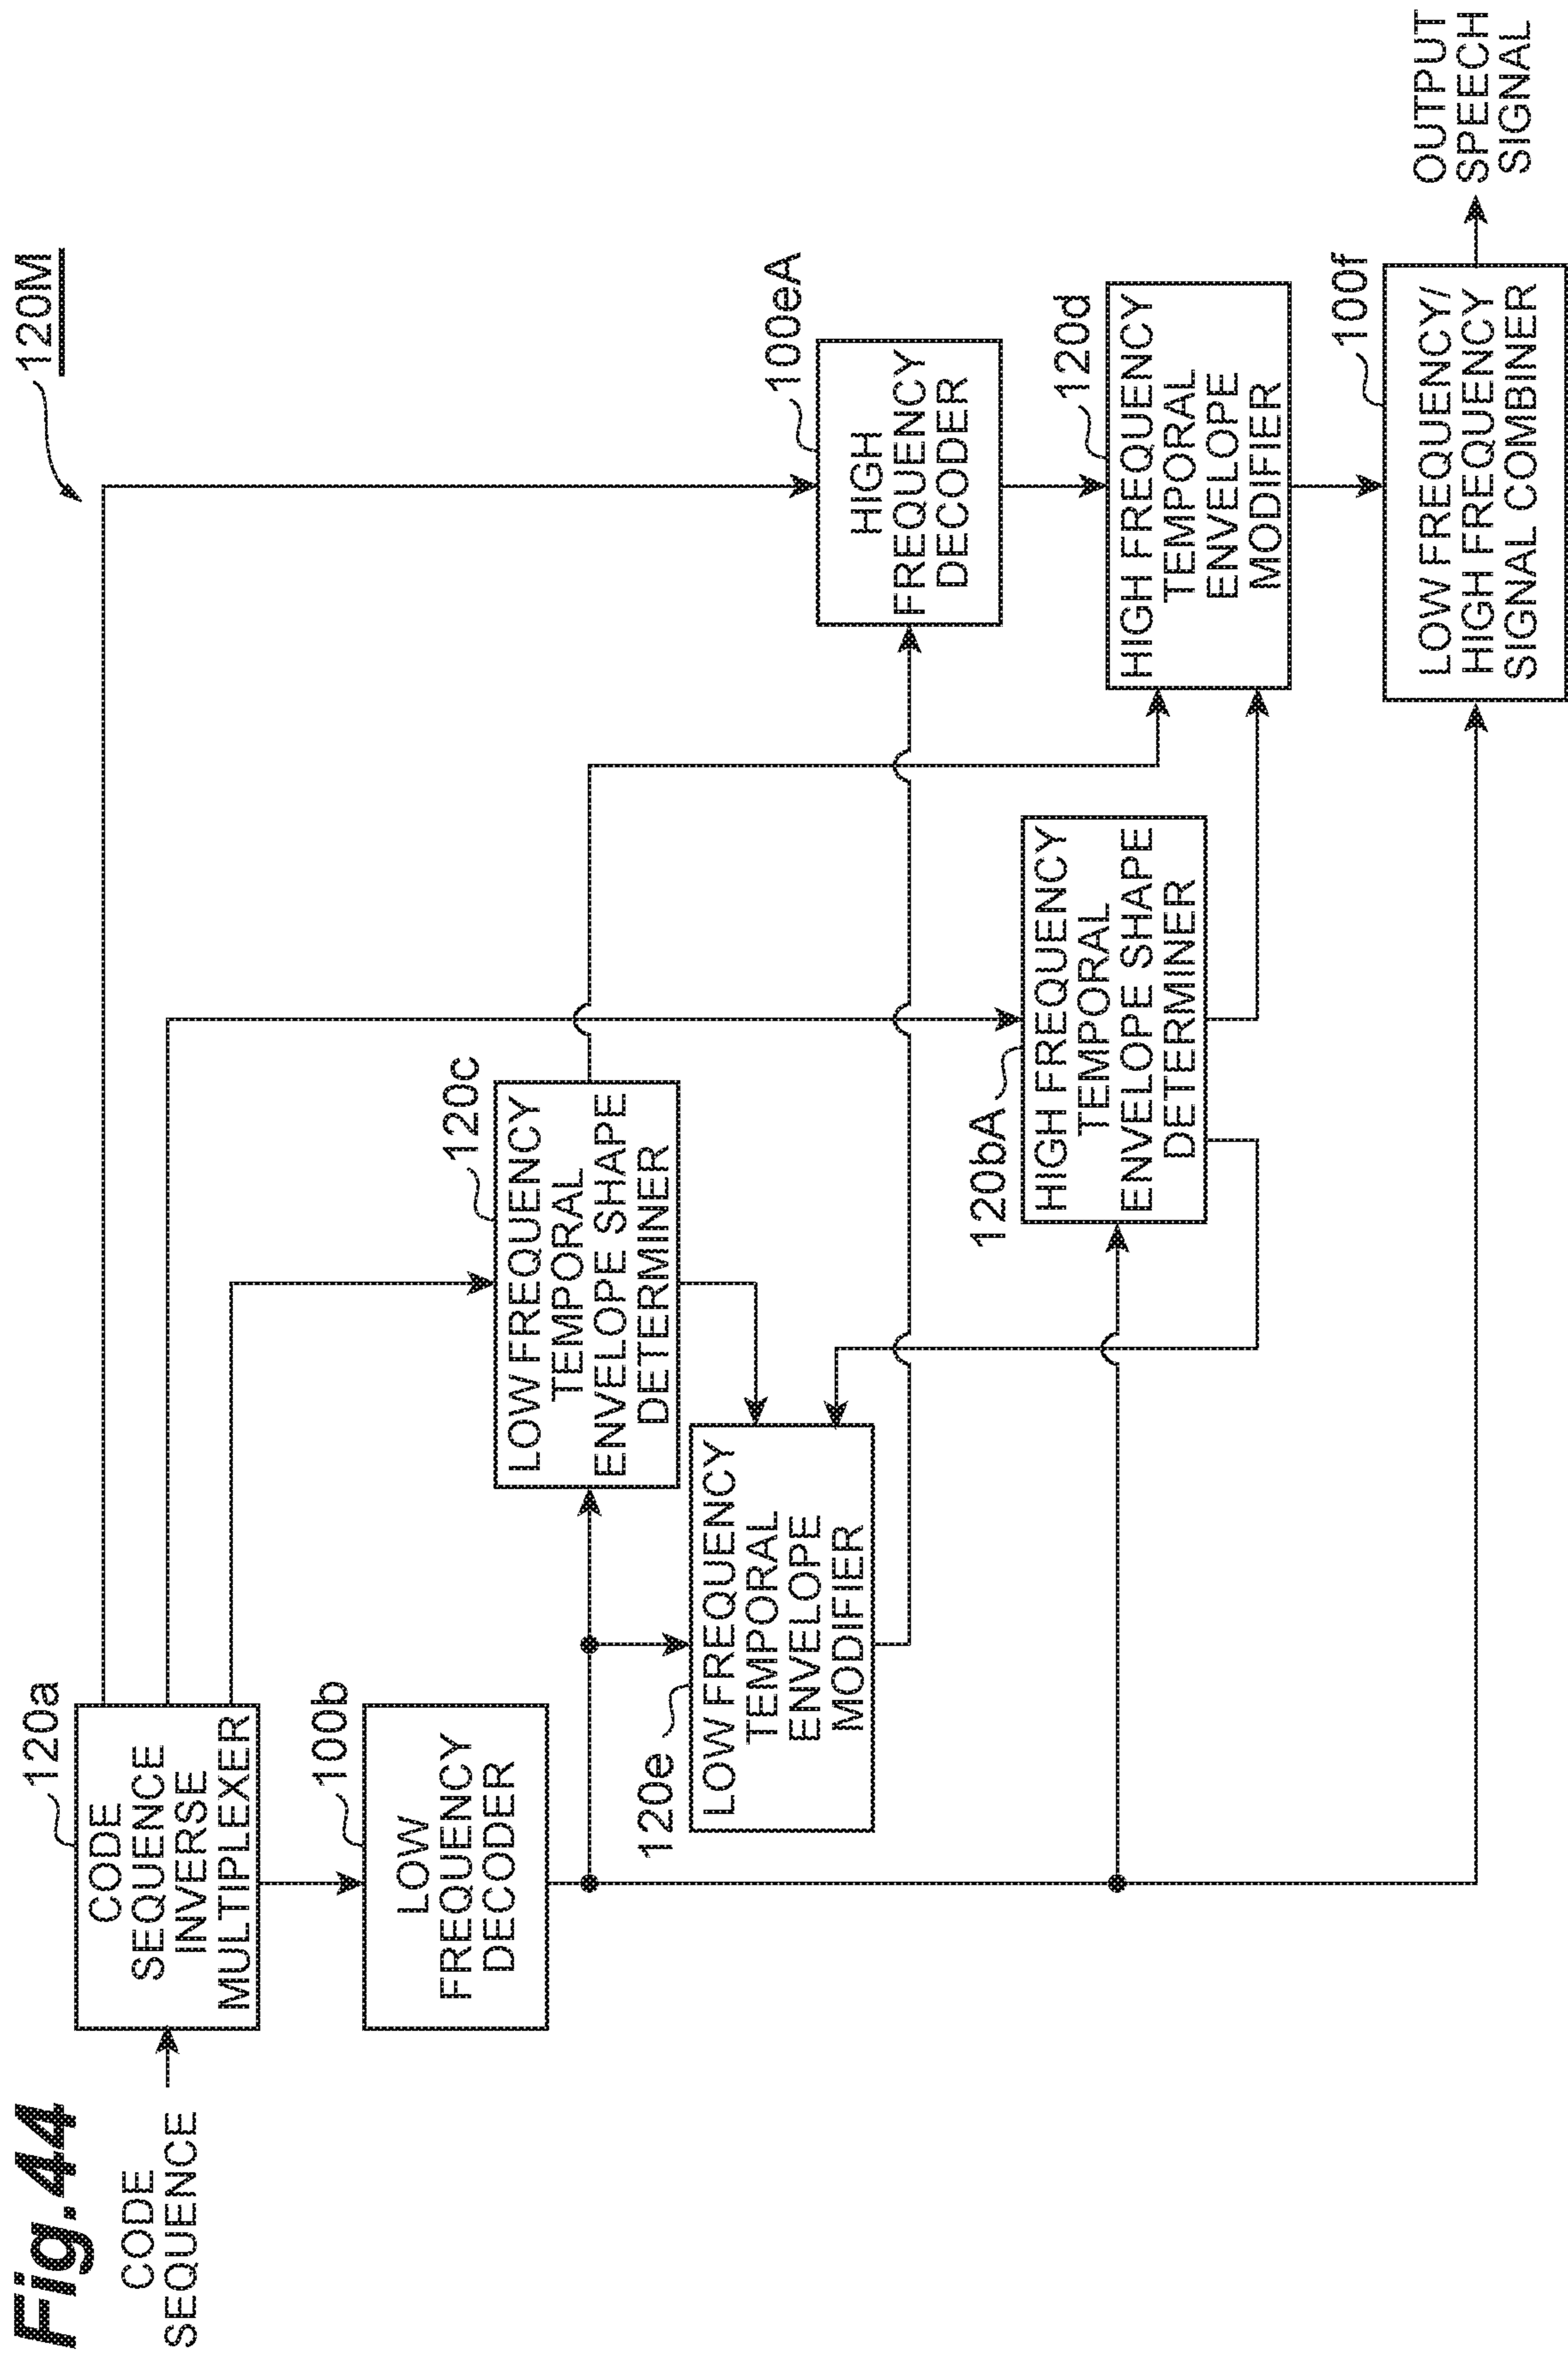 Fig.44
120M
CODE
SEQUENCE
120a
CODE
SEQUENCE
INVERSE
MULTIPLEXER
100b
LOW
FREQUENCY
DECODER
120c
LOW FREQUENCY
TEMPORAL
ENVELOPE SHAPE
DETERMINER
120e
LOW FREQUENCY
TEMPORAL
ENVELOPE
MODIFIER
100eA
HIGH
FREQUENCY
DECODER
120bA
HIGH FREQUENCY
TEMPORAL
ENVELOPE SHAPE
DETERMINER
120d
HIGH FREQUENCY
TEMPORAL
ENVELOPE
MODIFIER
100f
LOW FREQUENCY/
HIGH FREQUENCY
SIGNAL COMBINER
OUTPUT
SPEECH
SIGNAL